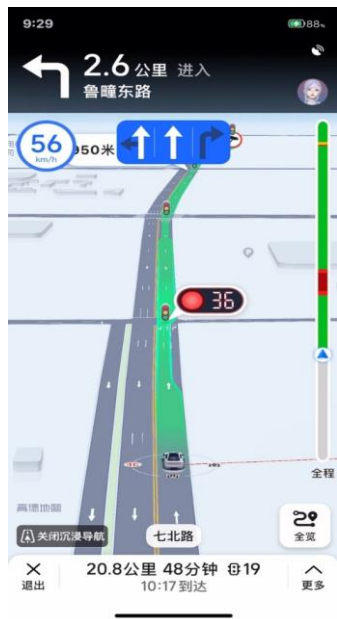 9:29
88%
2.6 公里 进入
鲁疃东路
56
km/h
950米
36
全程
高德地图
关闭沉浸导航
七北路
全览
退出
20.8公里 48分钟 19
10:17到达
更多